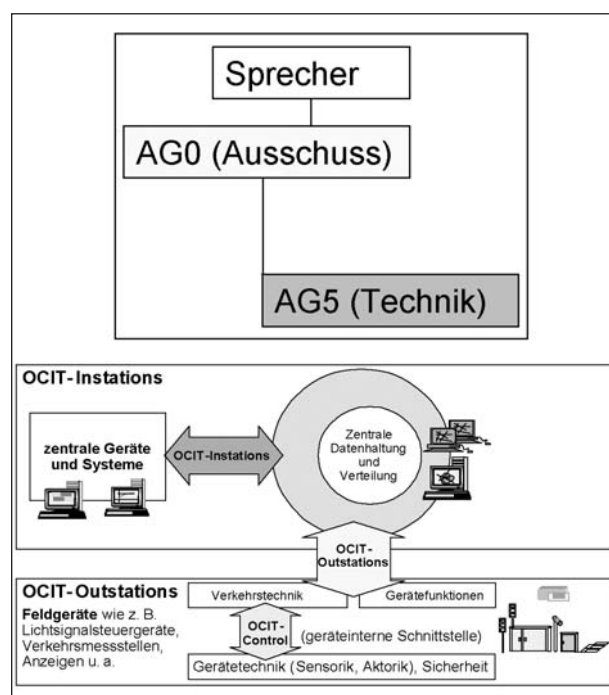 Sprecher
AG0 (Ausschuss)
AG5 (Technik)
OCIT-Instations
zentrale Geräte
und Systeme
OCIT-Instations
Zentrale
Datenhaltung
und
Verteilung
OCIT-
Outstations
OCIT-Outstations
Feldgeräte wie z. B.
Lichtsignalsteuergeräte,
Verkehrsmessstellen,
Anzeigen u. a.
Verkehrstechnik
Gerätefunktionen
OCIT-
Control
(geräteinterne Schnittstelle)
Gerätetechnik (Sensorik, Aktorik), Sicherheit